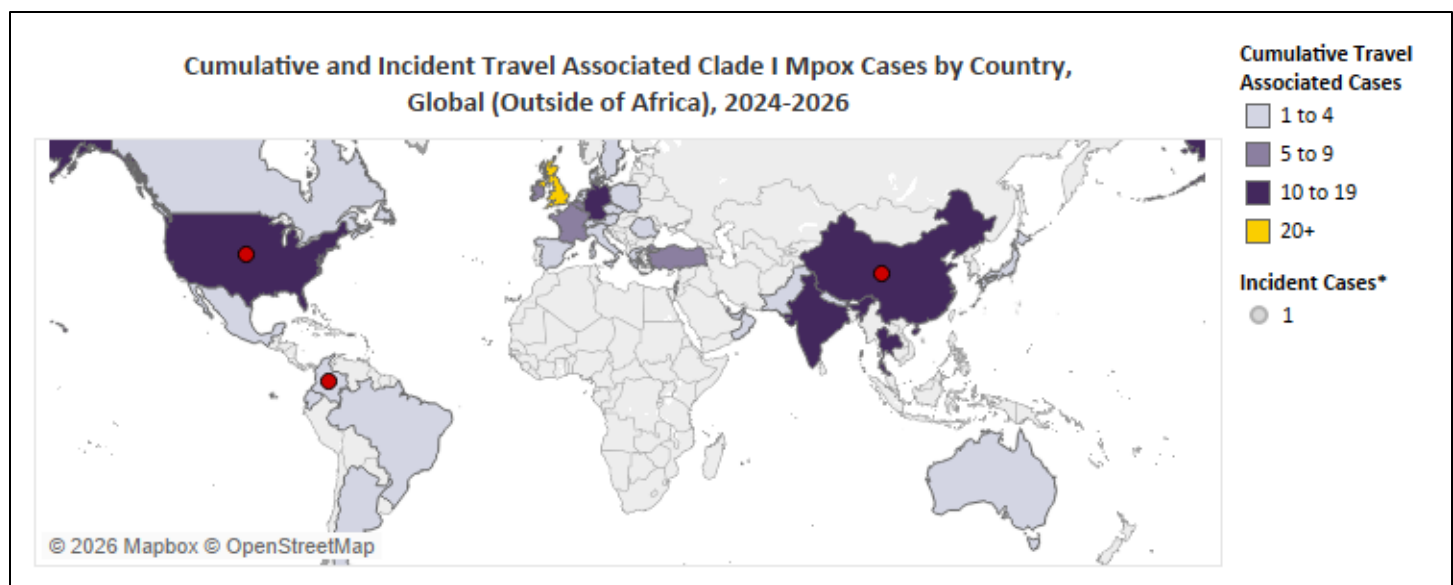 Cumulative and Incident Travel Associated Clade I Mpox Cases by Country,
Global (Outside of Africa), 2024-2026
Cumulative Travel
Associated Cases
1 to 4
5 to 9
10 to 19
20+
Incident Cases*
1
© 2026 Mapbox © OpenStreetMap